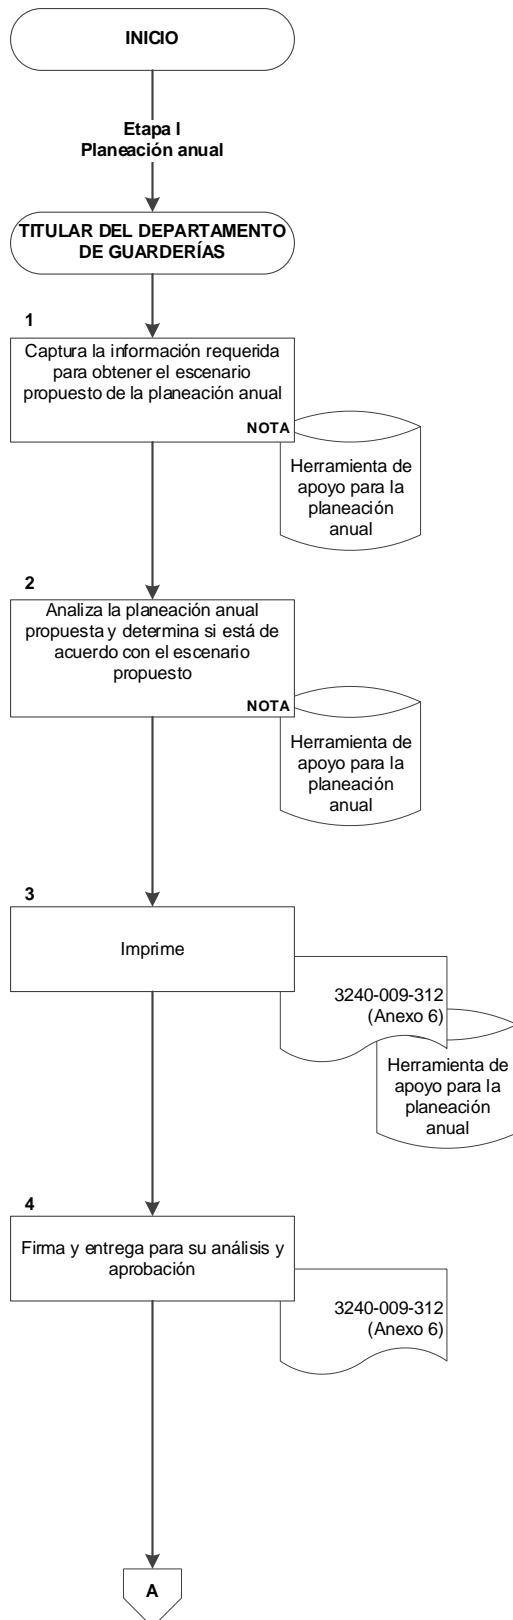 INICIO
Etapa I
Planeación anual
TITULAR DEL DEPARTAMENTO
DE GUARDERÍAS
1
Captura la información requerida
para obtener el escenario
propuesto de la planeación anual
NOTA
Herramienta de
apoyo para la
planeación
anual
2
Analiza la planeación anual
propuesta y determina si está de
acuerdo con el escenario
propuesto
NOTA
Herramienta de
apoyo para la
planeación
anual
3
Imprime
3240-009-312
(Anexo 6)
Herramienta de
apoyo para la
planeación
anual
4
Firma y entrega para su análisis y
aprobación
3240-009-312
(Anexo 6)
A